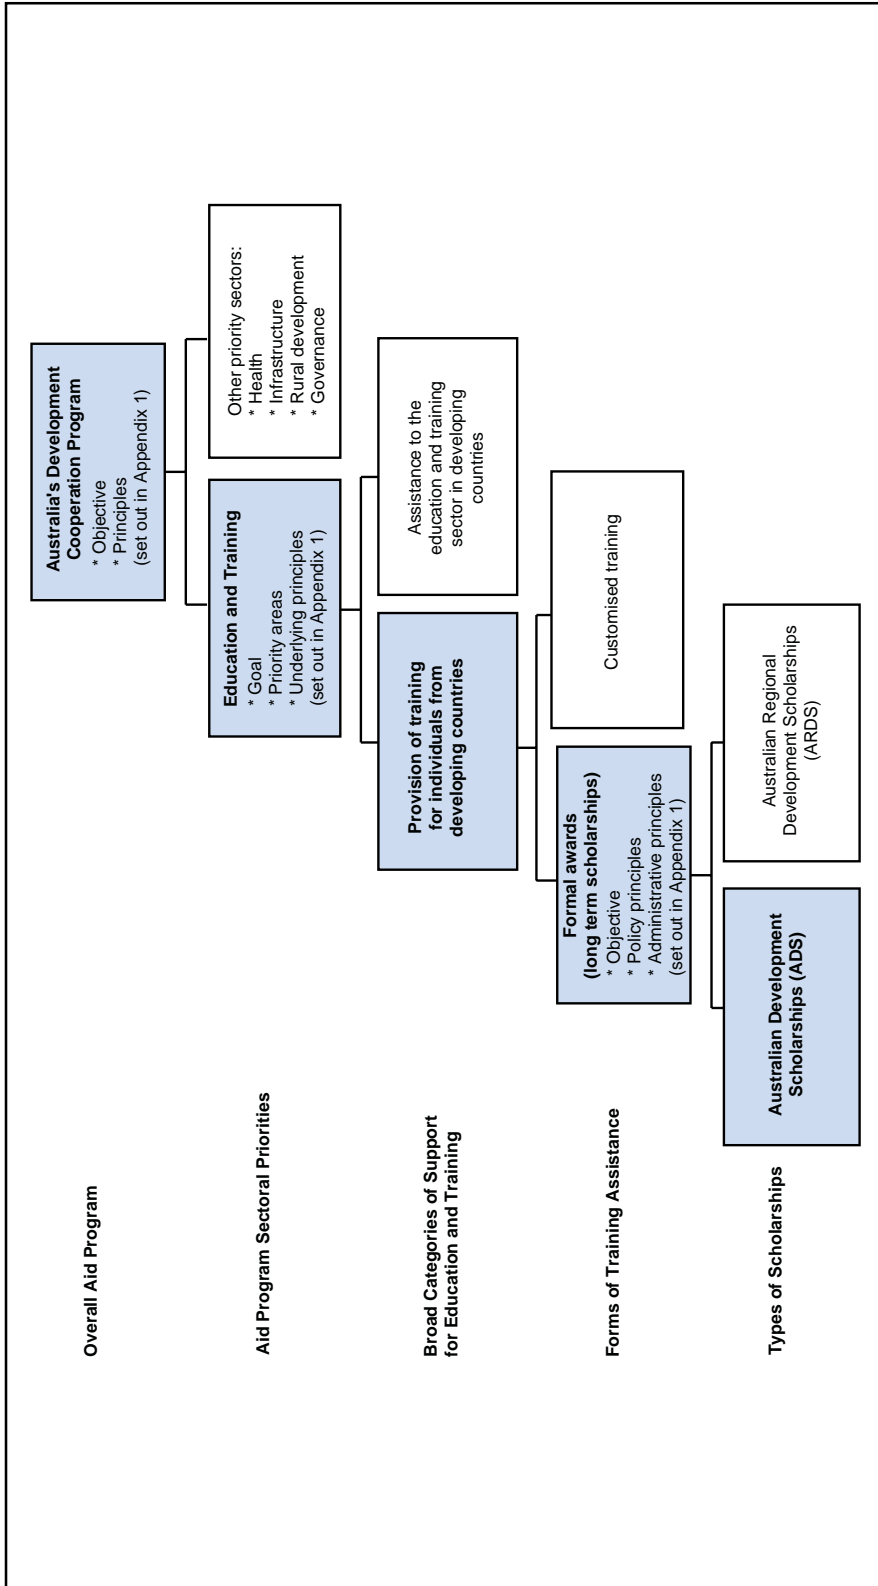 Overall Aid Program
Australia's Development
Cooperation Program
* Objective
* Principles
(set out in Appendix 1)
Aid Program Sectoral Priorities
Education and Training
* Goal
* Priority areas
* Underlying principles
(set out in Appendix 1)
Other priority sectors:
* Health
* Infrastructure
* Rural development
* Governance
Broad Categories of Support
for Education and Training
Provision of training
for individuals from
developing countries
Assistance to the
education and training
sector in developing
countries
Forms of Training Assistance
Formal awards
(long term scholarships)
* Objective
* Policy principles
* Administrative principles
(set out in Appendix 1)
Customised training
Types of Scholarships
Australian Development
Scholarships (ADS)
Australian Regional
Development Scholarships
(ARDS)